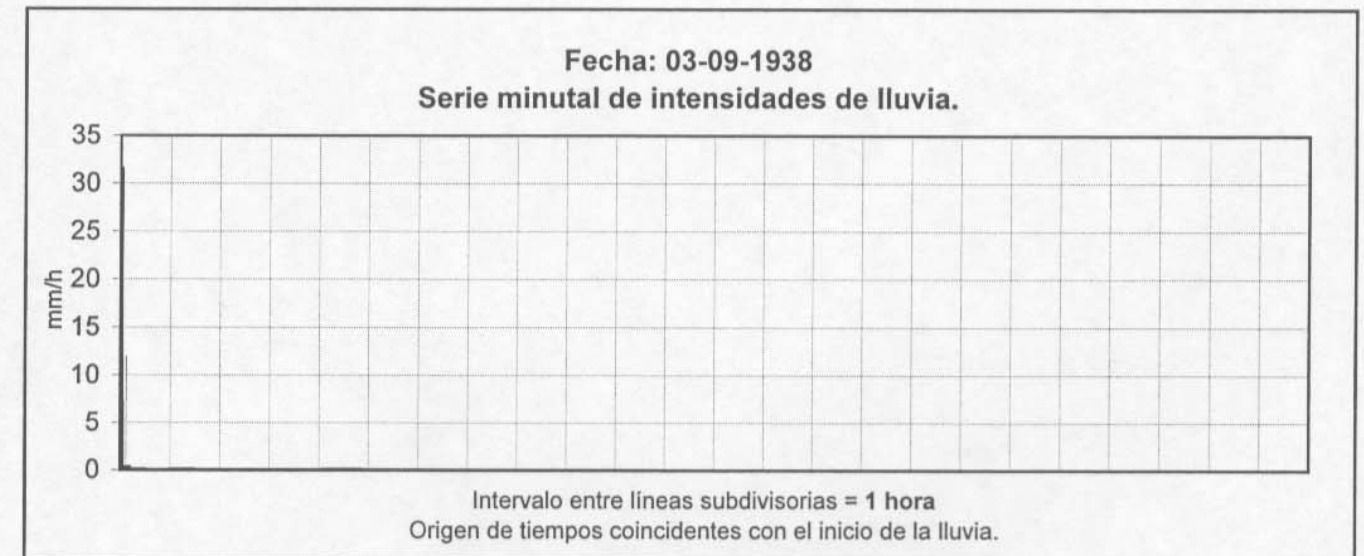 Fecha: 03-09-1938
Serie minutal de intensidades de lluvia.
35
30
25
20
15
10
5
0
mm/h
Intervalo entre líneas subdivisorias = 1 hora
Origen de tiempos coincidentes con el inicio de la lluvia.